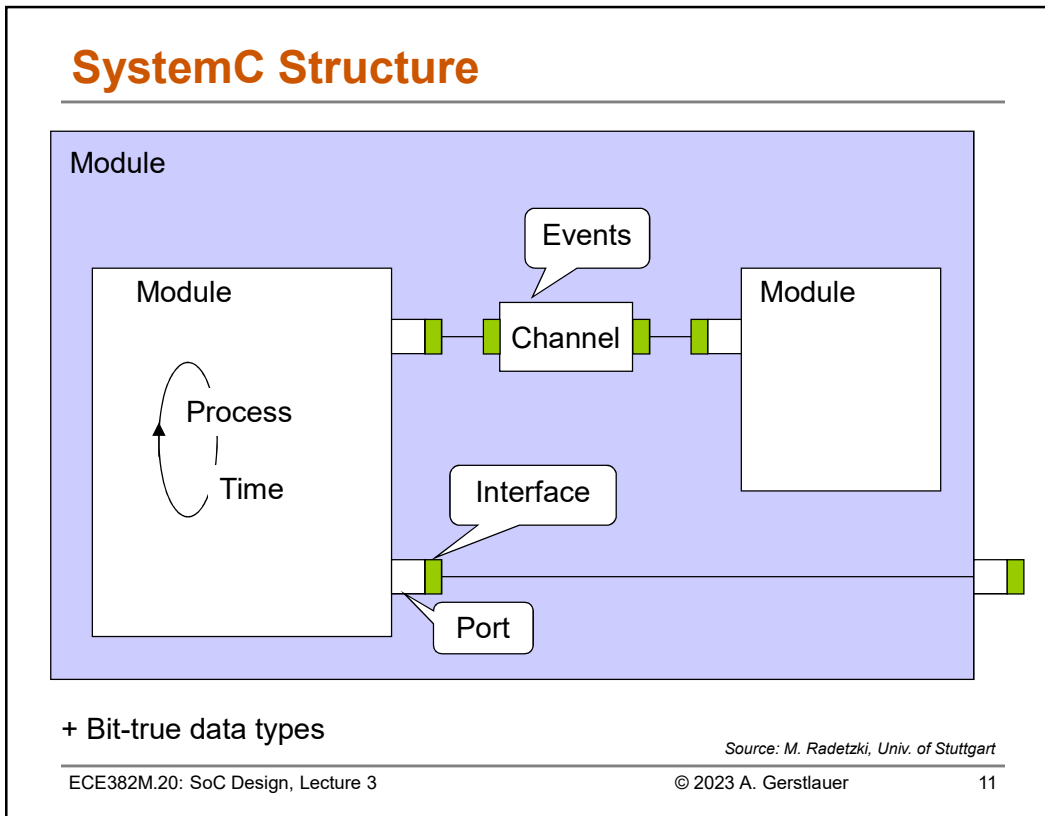 SystemC Structure
Module
Events
Module
Channel
Module
Process
Time
Interface
Port
+ Bit-true data types
Source: M. Radetzki, Univ. of Stuttgart
ECE382M.20: SoC Design, Lecture 3 © 2023 A. Gerstlauer 11